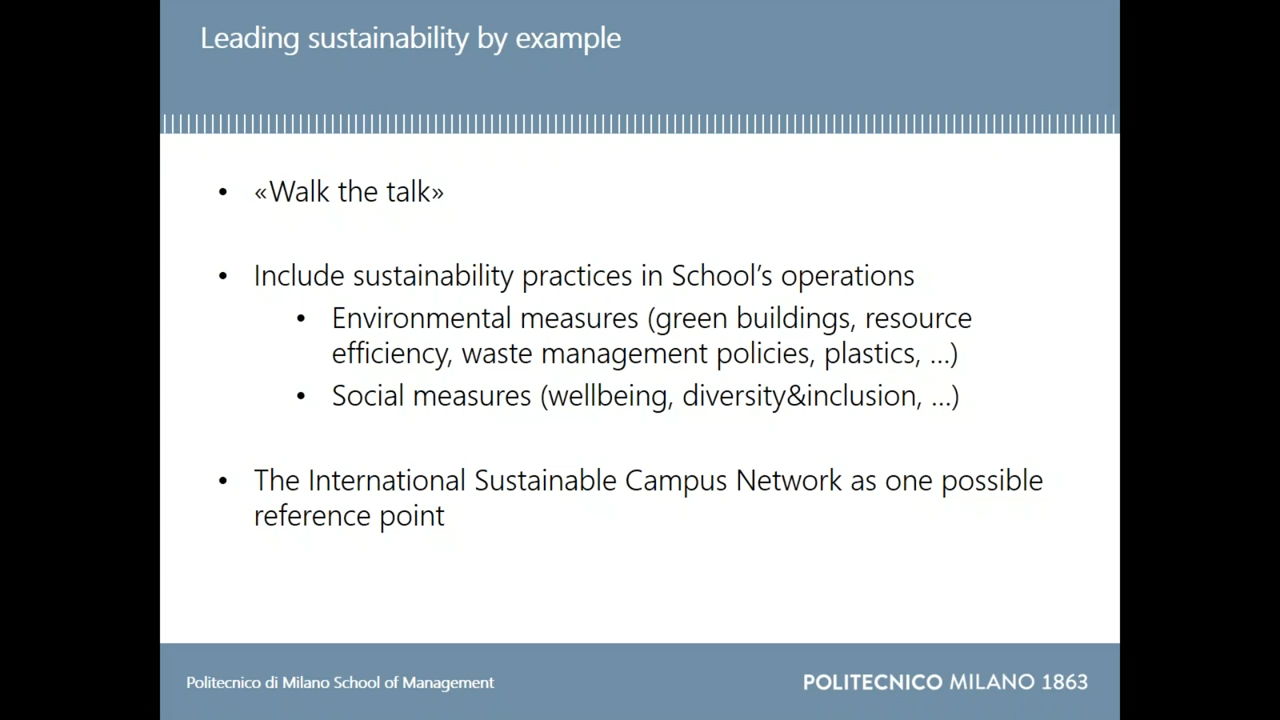 Leading sustainability by example
• «Walk the talk»
• Include sustainability practices in School’s operations
• Environmental measures (green buildings, resource
efficiency, waste management policies, plastics, …)
• Social measures (wellbeing, diversity&inclusion, …)
• The International Sustainable Campus Network as one possible
reference point
Politecnico di Milano School of Management
POLITECNICO MILANO 1863